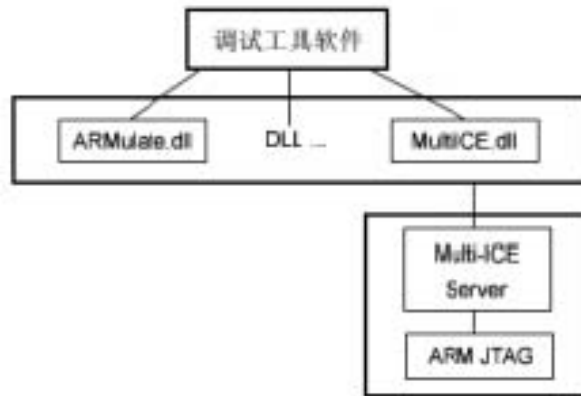 调试工具软件
ARMulate.dll
DLL ...
MultiICE.dll
Multi-ICE
Server
ARM JTAG